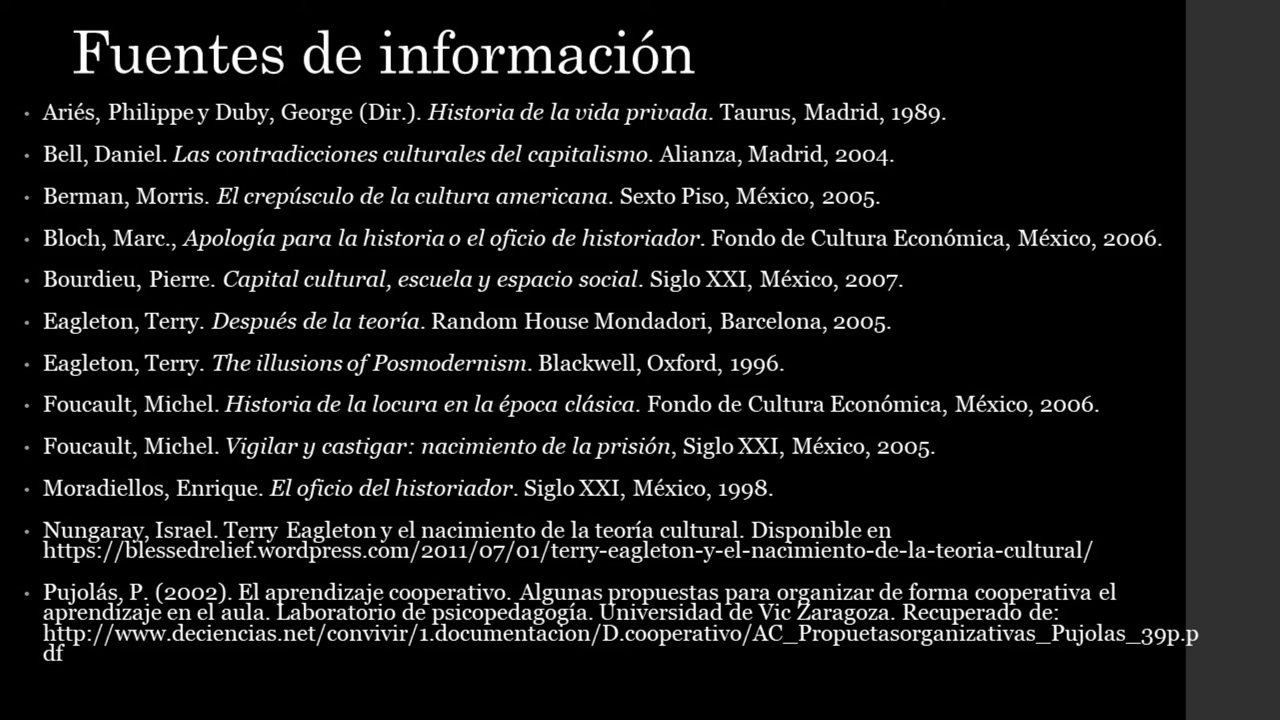 Fuentes de información
• Ariés, Philippe y Duby, George (Dir.). Historia de la vida privada. Taurus, Madrid, 1989.
• Bell, Daniel. Las contradicciones culturales del capitalismo. Alianza, Madrid, 2004.
• Berman, Morris. El crepúsculo de la cultura americana. Sexto Piso, México, 2005.
• Bloch, Marc., Apología para la historia o el oficio de historiador. Fondo de Cultura Económica, México, 2006.
• Bourdieu, Pierre. Capital cultural, escuela y espacio social. Siglo XXI, México, 2007.
• Eagleton, Terry. Después de la teoría. Random House Mondadori, Barcelona, 2005.
• Eagleton, Terry. The illusions of Posmodernism. Blackwell, Oxford, 1996.
• Foucault, Michel. Historia de la locura en la época clásica. Fondo de Cultura Económica, México, 2006.
• Foucault, Michel. Vigilar y castigar: nacimiento de la prisión, Siglo XXI, México, 2005.
• Moradiellos, Enrique. El oficio del historiador. Siglo XXI, México, 1998.
• Nungaray, Israel. Terry Eagleton y el nacimiento de la teoría cultural. Disponible en
https://blessedrelief.wordpress.com/2011/07/01/terry-eagleton-y-el-nacimiento-de-la-teoria-cultural/
• Pujolás, P. (2002). El aprendizaje cooperativo. Algunas propuestas para organizar de forma cooperativa el
aprendizaje en el aula. Laboratorio de psicopedagogía. Universidad de Vic Zaragoza. Recuperado de:
http://www.deciencias.net/convivir/1.documentacion/D.cooperativo/AC_Propuetasorganizativas_Pujolas_39p.p
df